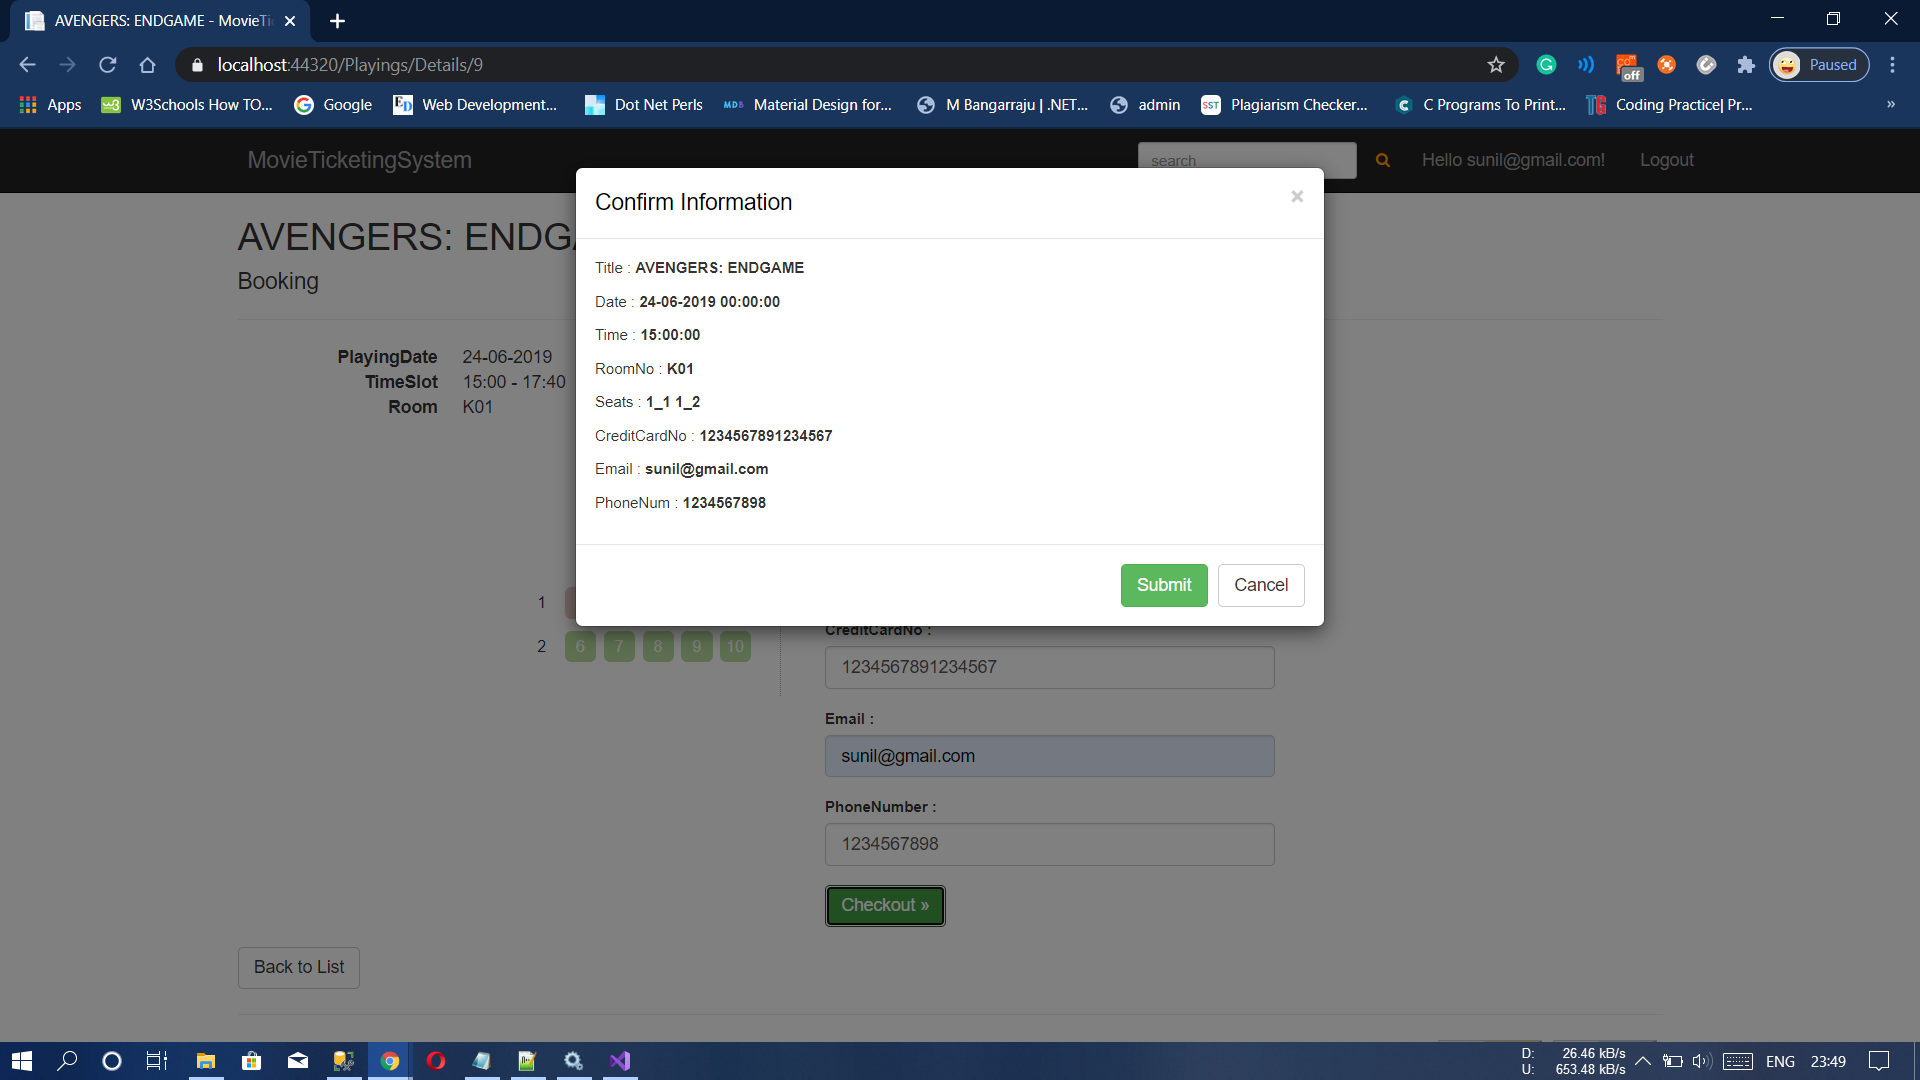 AVENGERS: ENDGAME - MovieTi
localhost:44320/Playings/Details/9
off
Paused
Apps
W3Schools How TO...
Google
Web Development...
Dot Net Perls
MDB Material Design for...
M Bangarraju | .NET...
admin
SST Plagiarism Checker...
C Programs To Print...
Coding Practice| Pr...
»
MovieTicketingSystem
search
Hello sunil@gmail.com!
Logout
AVENGERS: ENDG
Booking
PlayingDate 24-06-2019
TimeSlot 15:00 - 17:40
Room K01
Confirm Information
×
Title : AVENGERS: ENDGAME
Date : 24-06-2019 00:00:00
Time : 15:00:00
RoomNo : K01
Seats : 1_1 1_2
CreditCardNo : 1234567891234567
Email : sunil@gmail.com
PhoneNum : 1234567898
Submit
Cancel
1
2 6 7 8 9 10
CreditCardNo :
1234567891234567
Email :
sunil@gmail.com
PhoneNumber :
1234567898
Checkout »
Back to List
D: 26.46 kB/s
U: 653.48 kB/s
ENG
23:49